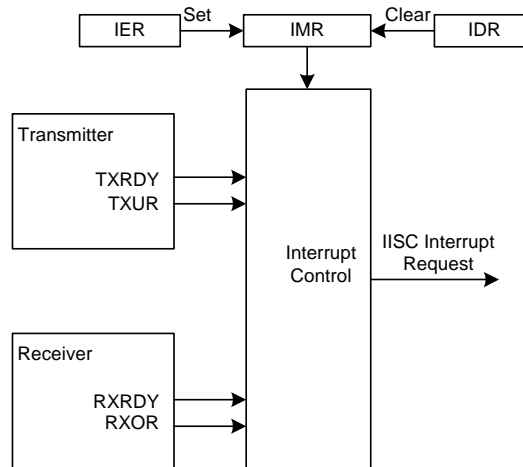 Set
Clear
IER
IMR
IDR
Transmitter
TXRDY
TXUR
Interrupt
Control
IISC Interrupt
Request
Receiver
RXRDY
RXOR